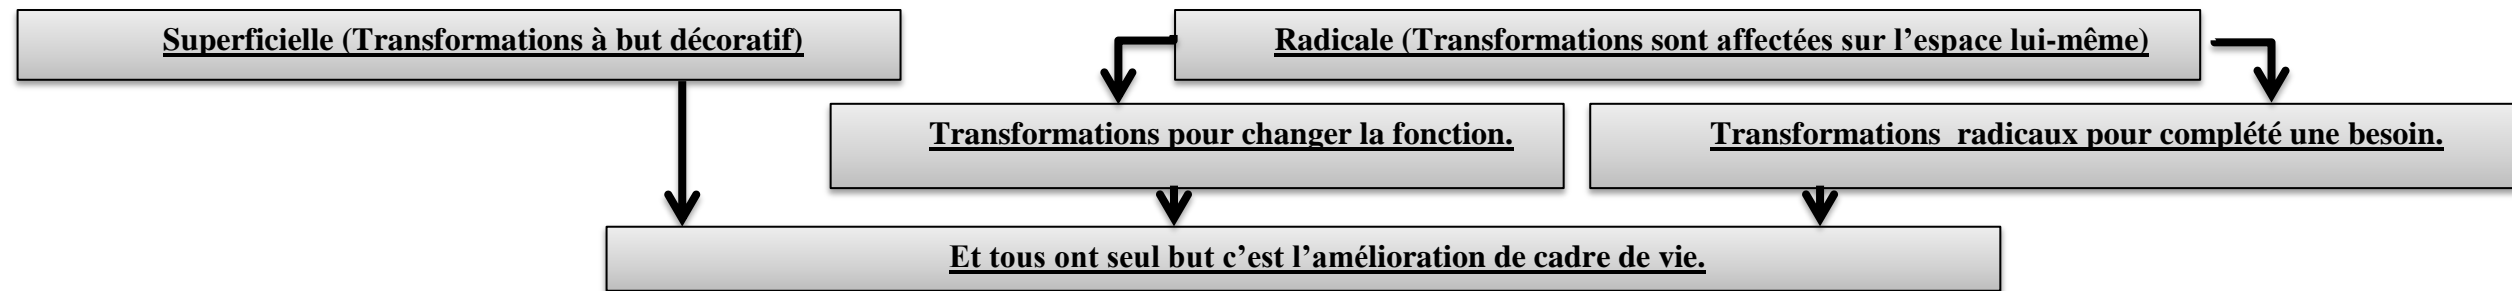 Superficielle (Transformations à but décoratif)
Radicale (Transformations sont affectées sur l’espace lui-même)
Transformations pour changer la fonction.
Transformations  radicaux pour complété une besoin.
Et tous ont seul but c’est l’amélioration de cadre de vie.